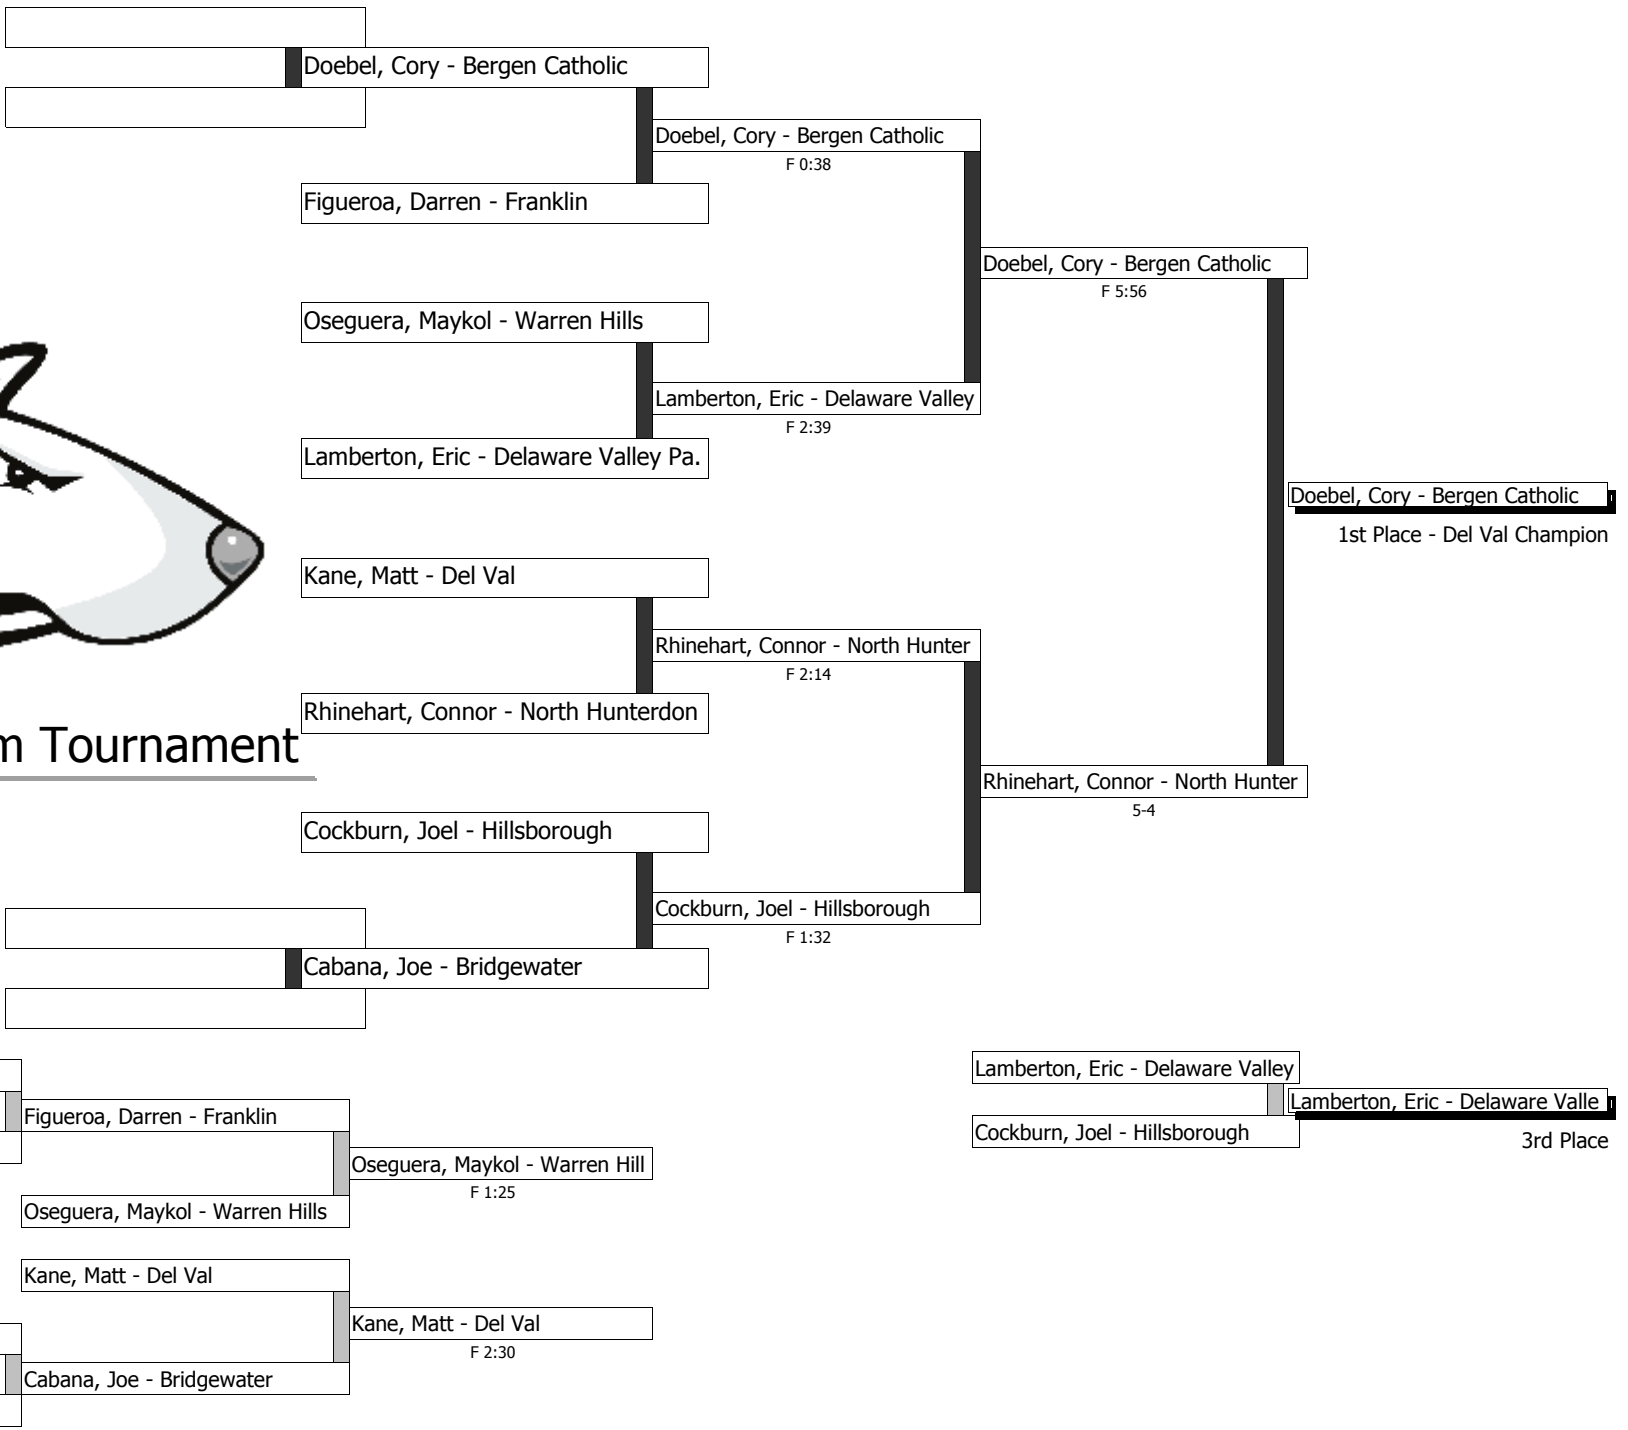 Doebel, Cory - Bergen Catholic
Doebel, Cory - Bergen Catholic
F 0:38
Figueroa, Darren - Franklin
Doebel, Cory - Bergen Catholic
F 5:56
Oseguera, Maykol - Warren Hills
Lamberton, Eric - Delaware Valley
F 2:39
Lamberton, Eric - Delaware Valley Pa.
Doebel, Cory - Bergen Catholic
1st Place - Del Val Champion
Kane, Matt - Del Val
Rhinehart, Connor - North Hunter
F 2:14
Rhinehart, Connor - North Hunterdon
m Tournament
Rhinehart, Connor - North Hunter
5-4
Cockburn, Joel - Hillsborough
Cockburn, Joel - Hillsborough
F 1:32
Cabana, Joe - Bridgewater
Lamberton, Eric - Delaware Valley
Lamberton, Eric - Delaware Valle
Cockburn, Joel - Hillsborough
3rd Place
Figueroa, Darren - Franklin
Oseguera, Maykol - Warren Hill
F 1:25
Oseguera, Maykol - Warren Hills
Kane, Matt - Del Val
Kane, Matt - Del Val
F 2:30
Cabana, Joe - Bridgewater